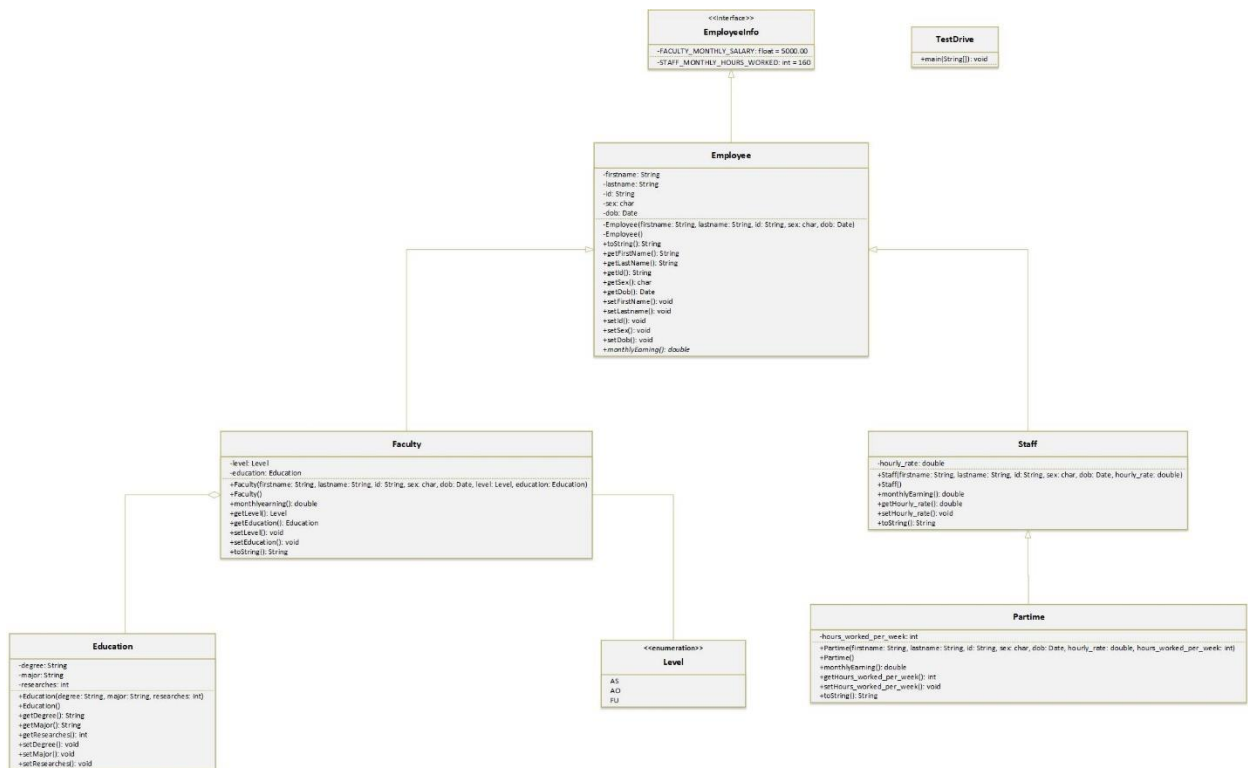 <<interface>>
EmployeeInfo
-FACULTY_MONTHLY_SALARY: float = 5000.00
-STAFF_MONTHLY_HOURS_WORKED: int = 160
TestDrive
+main(String[]): void
Employee
-firstname: String
-lastname: String
-id: String
-sex: char
-dob: Date
-Employee(firstname: String, lastname: String, id: String, sex: char, dob: Date)
-Employee()
+toString(): String
+getFirstName(): String
+getLastName(): String
+getId(): String
+getSex(): char
+getDob(): Date
+setFirstName(): void
+setLastname(): void
+setId(): void
+setSex(): void
+setDob(): void
+monthlyEarning(): double
Faculty
-level: Level
-education: Education
+Faculty(firstname: String, lastname: String, id: String, sex: char, dob: Date, level: Level, education: Education)
+Faculty()
+monthlyearning(): double
+getLevel(): Level
+getEducation(): Education
+setLevel(): void
+setEducation(): void
+toString(): String
Staff
-hourly_rate: double
+Staff(firstname: String, lastname: String, id: String, sex: char, dob: Date, hourly_rate: double)
+Staff()
+monthlyEarning(): double
+getHourly_rate(): double
+setHourly_rate(): void
+toString(): String
Education
-degree: String
-major: String
-researches: int
+Education(degree: String, major: String, researches: int)
+Education()
+getDegree(): String
+getMajor(): String
+getResearches(): int
+setDegree(): void
+setMajor(): void
+setResearches(): void
<<enumeration>>
Level
AS
AO
FU
Partime
-hours_worked_per_week: int
+Partime(firstname: String, lastname: String, id: String, sex: char, dob: Date, hourly_rate: double, hours_worked_per_week: int)
+Partime()
+monthlyEarning(): double
+getHours_worked_per_week(): int
+setHours_worked_per_week(): void
+toString(): String